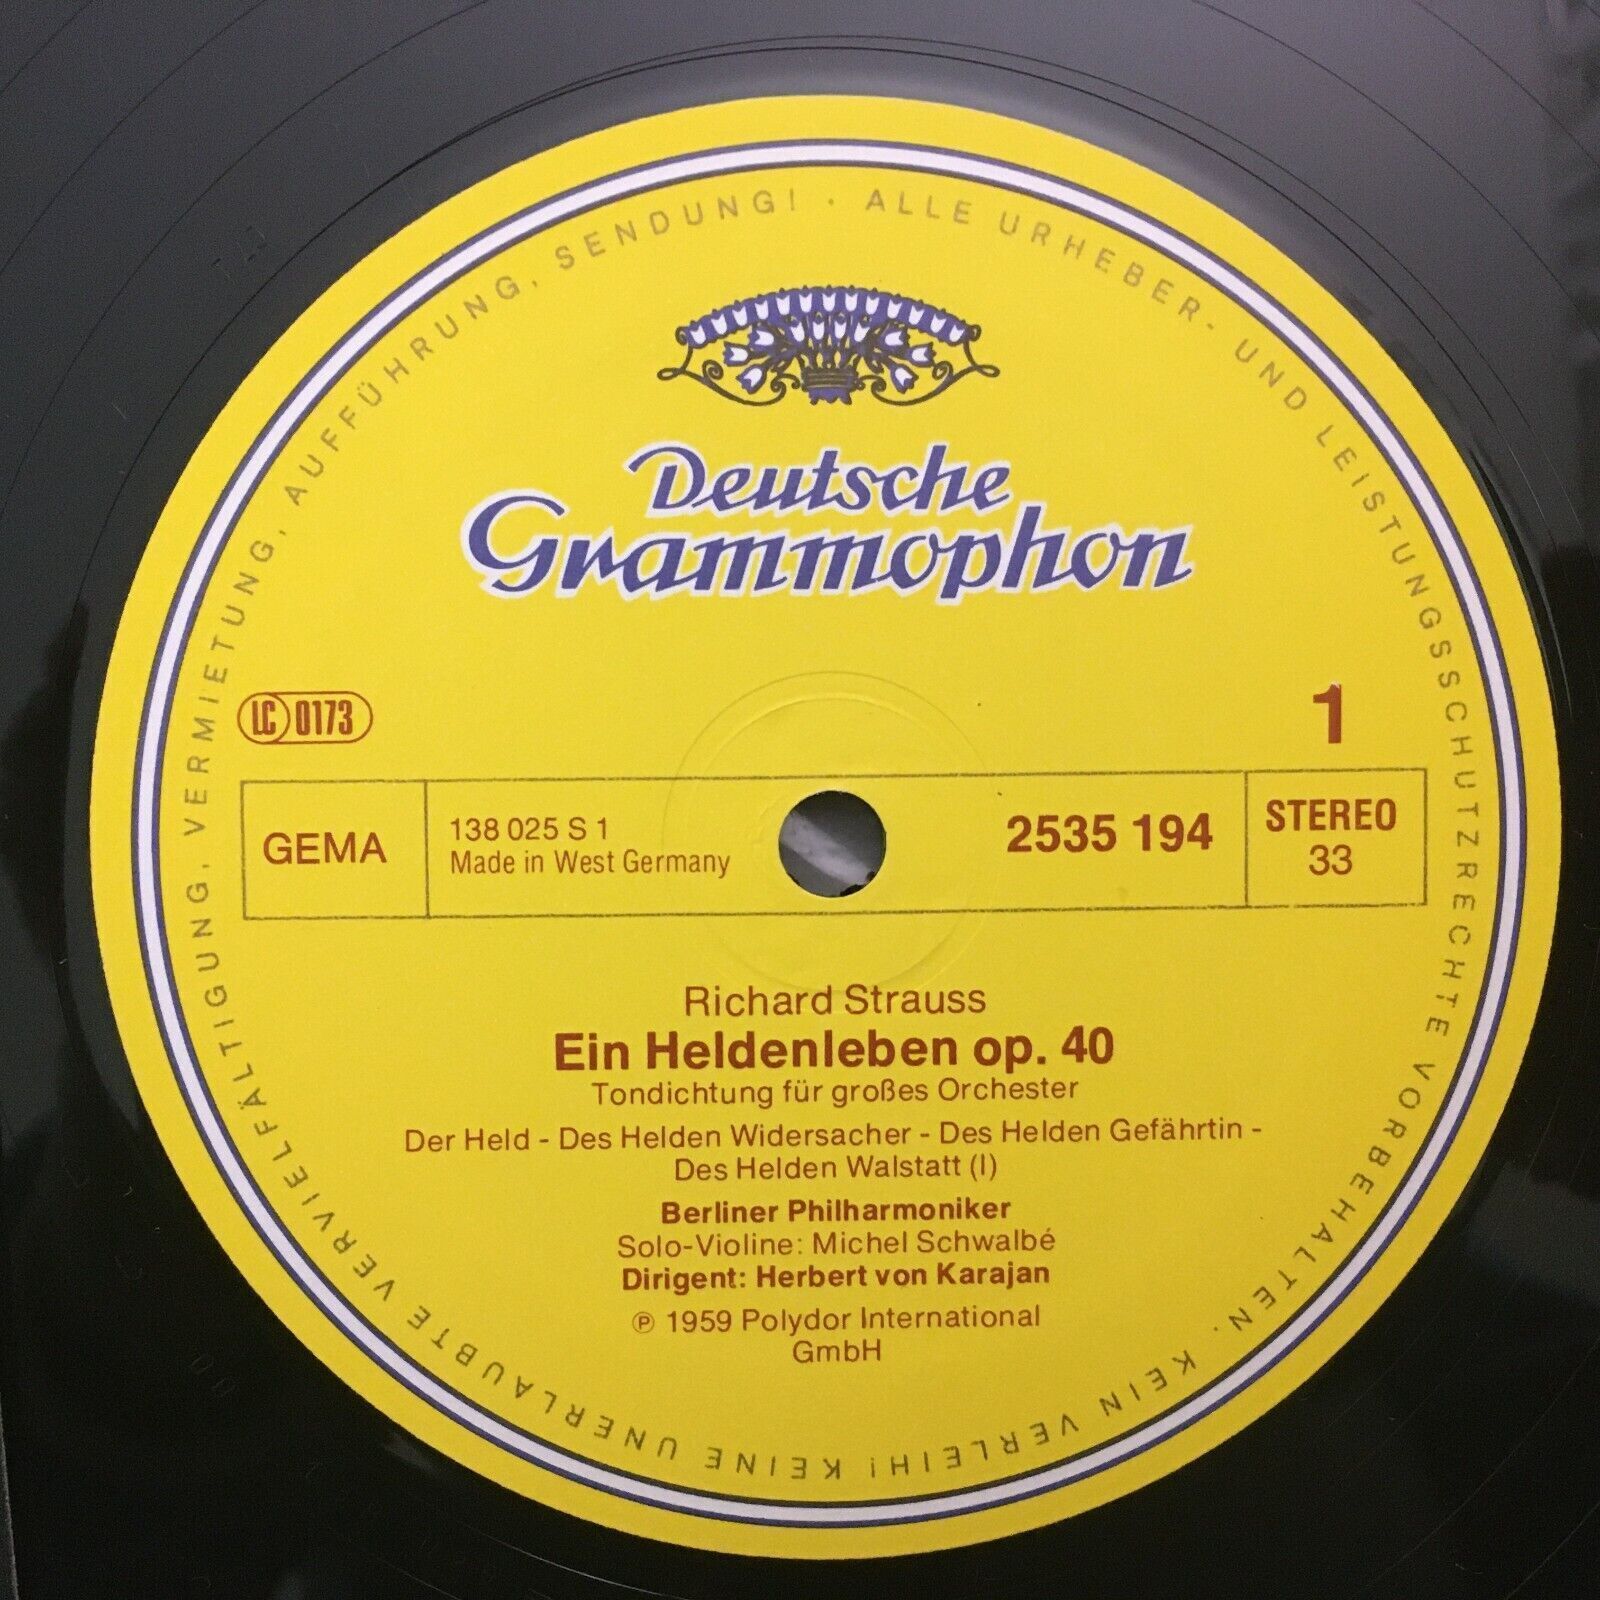 ALLE URHEBER- UND LEISTUNGSSCHUTZRECHTE VORBEHALTEN. KEIN VERLEIH! KEINE UNERLAUBTE VERVIELFÄLTIGUNG, VERMIETUNG, AUFFÜHRUNG, SENDUNG! ·
Deutsche
Grammophon
LC 0173
1
GEMA
138 025 S 1
Made in West Germany
2535 194
STEREO
33
Richard Strauss
Ein Heldenleben op. 40
Tondichtung für großes Orchester
Der Held - Des Helden Widersacher - Des Helden Gefährtin -
Des Helden Walstatt (I)
Berliner Philharmoniker
Solo-Violine: Michel Schwalbé
Dirigent: Herbert von Karajan
℗ 1959 Polydor International
GmbH